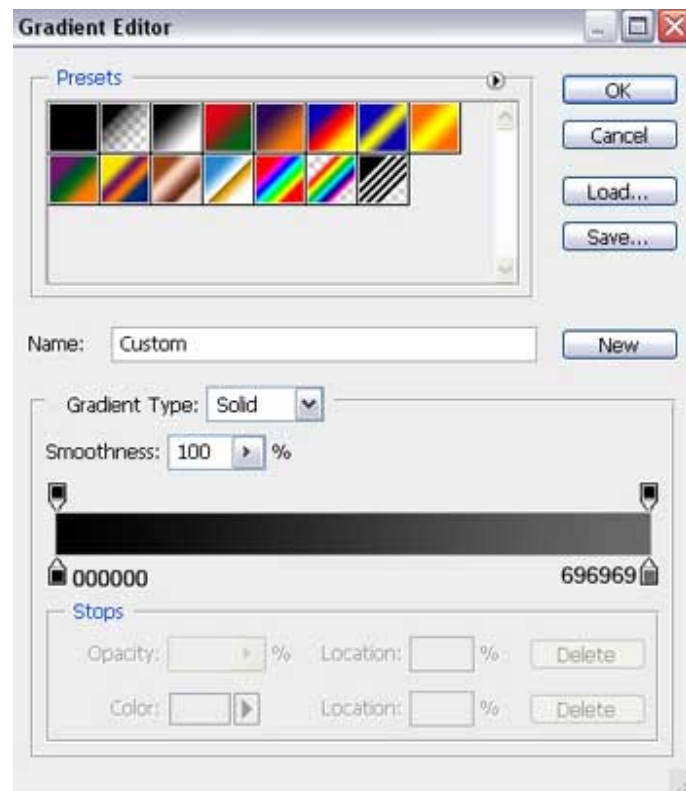 Gradient Editor
Presets
OK
Cancel
Load...
Save...
Name: Custom
New
Gradient Type: Solid
Smoothness: 100 %
000000 696969
Stops
Opacity: % Location: % Delete
Color: Location: % Delete